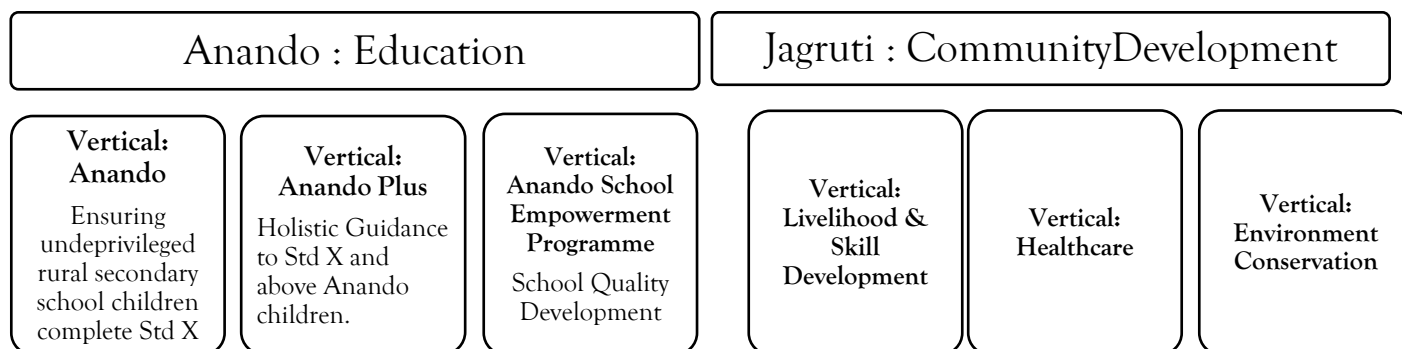 Anando : Education
Jagruti : CommunityDevelopment
Vertical:
Anando
Ensuring
undeprivileged
rural secondary
school children
complete Std X
Vertical:
Anando Plus
Holistic Guidance
to Std X and
above Anando
children.
Vertical:
Anando School
Empowerment
Programme
School Quality
Development
Vertical:
Livelihood &
Skill
Development
Vertical:
Healthcare
Vertical:
Environment
Conservation